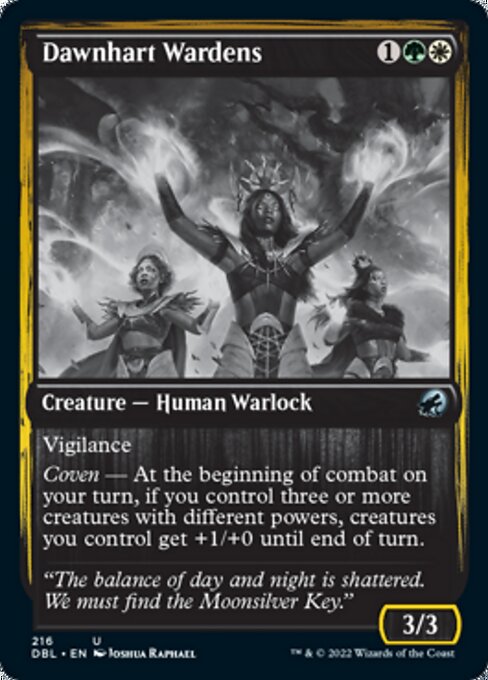 Dawnhart Wardens 1
Creature — Human Warlock
Vigilance
Coven — At the beginning of combat on
your turn, if you control three or more
creatures with different powers, creatures
you control get +1/+0 until end of turn.
“The balance of day and night is shattered.
We must find the Moonsilver Key.”
3/3
216 U
DBL • EN Joshua Raphael
™ & © 2022 Wizards of the Coast